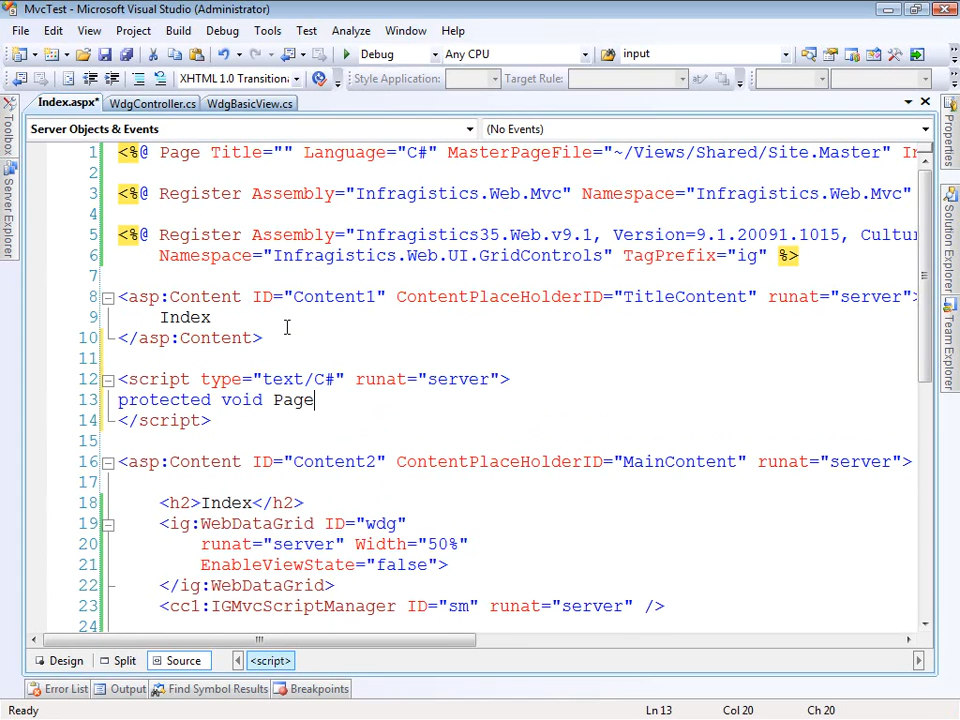 MvcTest - Microsoft Visual Studio (Administrator)
File Edit View Project Build Debug Tools Test Analyze Window Help
Debug Any CPU input
XHTML 1.0 Transition Style Application: Target Rule:
Index.aspx* WdgController.cs WdgBasicView.cs
Server Objects & Events (No Events)
1 <%@ Page Title="" Language="C#" MasterPageFile="~/Views/Shared/Site.Master" In
2
3 <%@ Register Assembly="Infragistics.Web.Mvc" Namespace="Infragistics.Web.Mvc"
4
5 <%@ Register Assembly="Infragistics35.Web.v9.1, Version=9.1.20091.1015, Cultu
6 Namespace="Infragistics.Web.UI.GridControls" TagPrefix="ig" %>
7
8 <asp:Content ID="Content1" ContentPlaceHolderID="TitleContent" runat="server">
9 Index
10 </asp:Content>
11
12 <script type="text/C#" runat="server">
13 protected void Page
14 </script>
15
16 <asp:Content ID="Content2" ContentPlaceHolderID="MainContent" runat="server">
17
18 <h2>Index</h2>
19 <ig:WebDataGrid ID="wdg"
20 runat="server" Width="50%"
21 EnableViewState="false">
22 </ig:WebDataGrid>
23 <cc1:IGMvcScriptManager ID="sm" runat="server" />
24
Design Split Source <script>
Error List Output Find Symbol Results Breakpoints
Ready Ln 13 Col 20 Ch 20
Toolbox
Server Explorer
Properties
Solution Explorer
Team Explorer